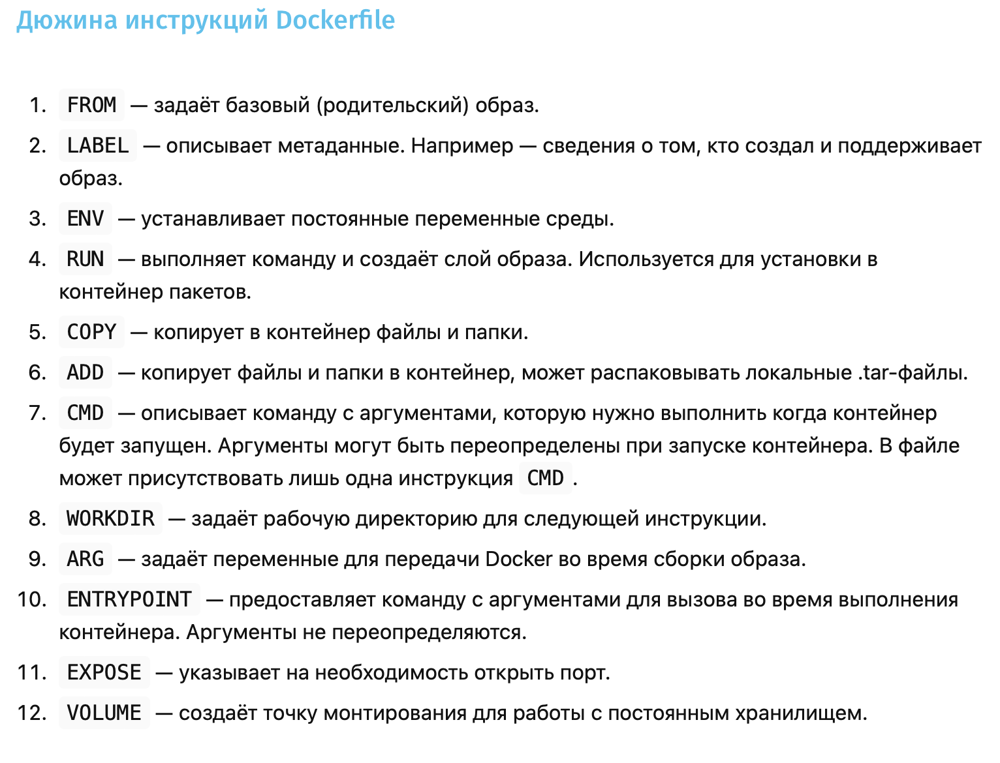 Дюжина инструкций Dockerfile
1. FROM — задаёт базовый (родительский) образ.
2. LABEL — описывает метаданные. Например — сведения о том, кто создал и поддерживает
образ.
3. ENV — устанавливает постоянные переменные среды.
4. RUN — выполняет команду и создаёт слой образа. Используется для установки в
контейнер пакетов.
5. COPY — копирует в контейнер файлы и папки.
6. ADD — копирует файлы и папки в контейнер, может распаковывать локальные .tar-файлы.
7. CMD — описывает команду с аргументами, которую нужно выполнить когда контейнер
будет запущен. Аргументы могут быть переопределены при запуске контейнера. В файле
может присутствовать лишь одна инструкция CMD.
8. WORKDIR — задаёт рабочую директорию для следующей инструкции.
9. ARG — задаёт переменные для передачи Docker во время сборки образа.
10. ENTRYPOINT — предоставляет команду с аргументами для вызова во время выполнения
контейнера. Аргументы не переопределяются.
11. EXPOSE — указывает на необходимость открыть порт.
12. VOLUME — создаёт точку монтирования для работы с постоянным хранилищем.